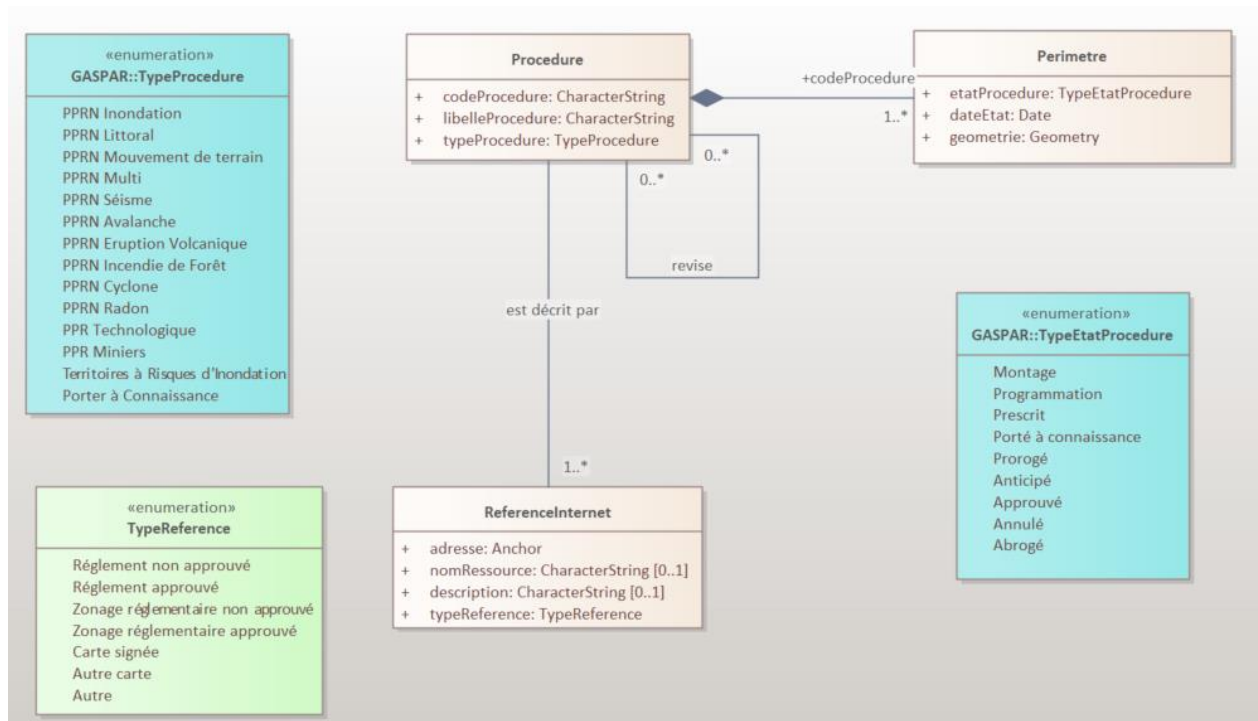 «enumeration»
GASPAR::TypeProcedure
PPRN Inondation
PPRN Littoral
PPRN Mouvement de terrain
PPRN Multi
PPRN Séisme
PPRN Avalanche
PPRN Eruption Volcanique
PPRN Incendie de Forêt
PPRN Cyclone
PPRN Radon
PPR Technologique
PPR Miniers
Territoires à Risques d'Inondation
Porter à Connaissance
Procedure
+ codeProcedure: CharacterString
+ libelleProcedure: CharacterString
+ typeProcedure: TypeProcedure
+codeProcedure
1..*
Perimetre
+ etatProcedure: TypeEtatProcedure
+ dateEtat: Date
+ geometrie: Geometry
0..*
0..*
revise
est décrit par
1..*
«enumeration»
GASPAR::TypeEtatProcedure
Montage
Programmation
Prescrit
Porté à connaissance
Prorogé
Anticipé
Approuvé
Annulé
Abrogé
«enumeration»
TypeReference
Réglement non approuvé
Réglement approuvé
Zonage réglementaire non approuvé
Zonage réglementaire approuvé
Carte signée
Autre carte
Autre
ReferenceInternet
+ adresse: Anchor
+ nomRessource: CharacterString [0..1]
+ description: CharacterString [0..1]
+ typeReference: TypeReference